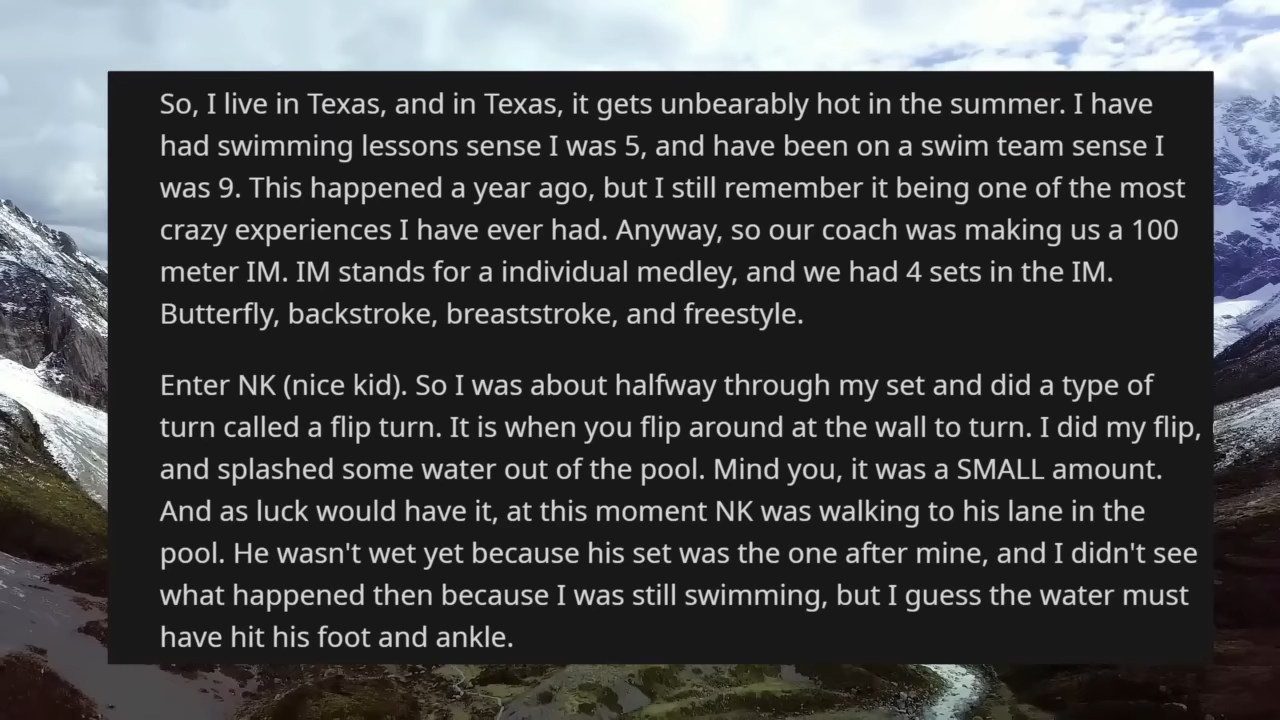 So, I live in Texas, and in Texas, it gets unbearably hot in the summer. I have
had swimming lessons sense I was 5, and have been on a swim team sense I
was 9. This happened a year ago, but I still remember it being one of the most
crazy experiences I have ever had. Anyway, so our coach was making us a 100
meter IM. IM stands for a individual medley, and we had 4 sets in the IM.
Butterfly, backstroke, breaststroke, and freestyle.
Enter NK (nice kid). So I was about halfway through my set and did a type of
turn called a flip turn. It is when you flip around at the wall to turn. I did my flip,
and splashed some water out of the pool. Mind you, it was a SMALL amount.
And as luck would have it, at this moment NK was walking to his lane in the
pool. He wasn't wet yet because his set was the one after mine, and I didn't see
what happened then because I was still swimming, but I guess the water must
have hit his foot and ankle.